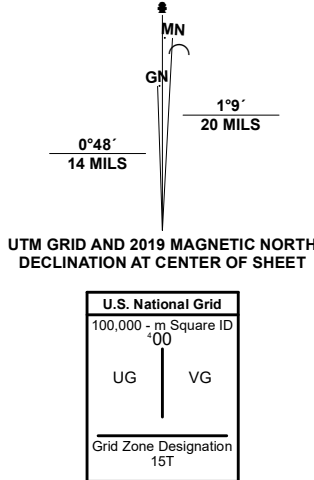 MN
GN
1°9´
20 MILS
0°48´
14 MILS
UTM GRID AND 2019 MAGNETIC NORTH
DECLINATION AT CENTER OF SHEET
U.S. National Grid
100,000 - m Square ID
⁴00
UG VG
Grid Zone Designation
15T